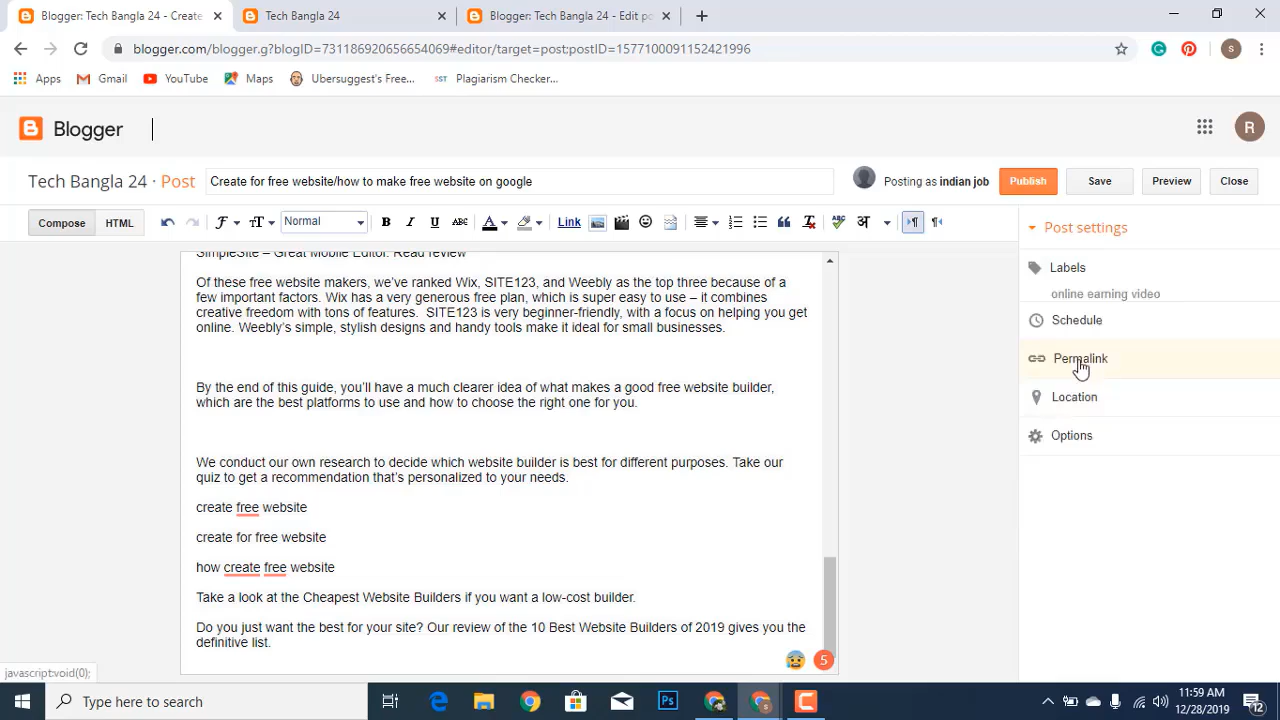 Blogger: Tech Bangla 24 - Create
Tech Bangla 24
Blogger: Tech Bangla 24 - Edit po
blogger.com/blogger.g?blogID=731186920656654069#editor/target=post;postID=1577100091152421996
S
Apps
Gmail
YouTube
Maps
Ubersuggest's Free...
SST
Plagiarism Checker...
Blogger
R
Tech Bangla 24 · Post
Create for free website/how to make free website on google
Posting as indian job
Publish
Save
Preview
Close
Compose
HTML
Normal
B
I
U
ABC
A
Link
अ
Post settings
Labels
online earning video
Schedule
Permalink
Location
Options
SimpleSite – Great Mobile Editor. Read review
Of these free website makers, we've ranked Wix, SITE123, and Weebly as the top three because of a
few important factors. Wix has a very generous free plan, which is super easy to use – it combines
creative freedom with tons of features.  SITE123 is very beginner-friendly, with a focus on helping you get
online. Weebly's simple, stylish designs and handy tools make it ideal for small businesses.
By the end of this guide, you'll have a much clearer idea of what makes a good free website builder,
which are the best platforms to use and how to choose the right one for you.
We conduct our own research to decide which website builder is best for different purposes. Take our
quiz to get a recommendation that's personalized to your needs.
create free website
create for free website
how create free website
Take a look at the Cheapest Website Builders if you want a low-cost builder.
Do you just want the best for your site? Our review of the 10 Best Website Builders of 2019 gives you the
definitive list.
5
javascript:void(0);
Type here to search
Ps
11:59 AM
12/28/2019
12